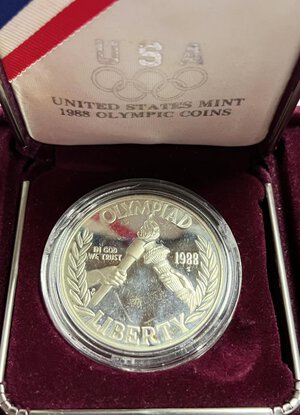 USA
UNITED STATES MINT
1988 OLYMPIC COINS
OLYMPIAD
IN GOD
WE TRUST
1988
LIBERTY